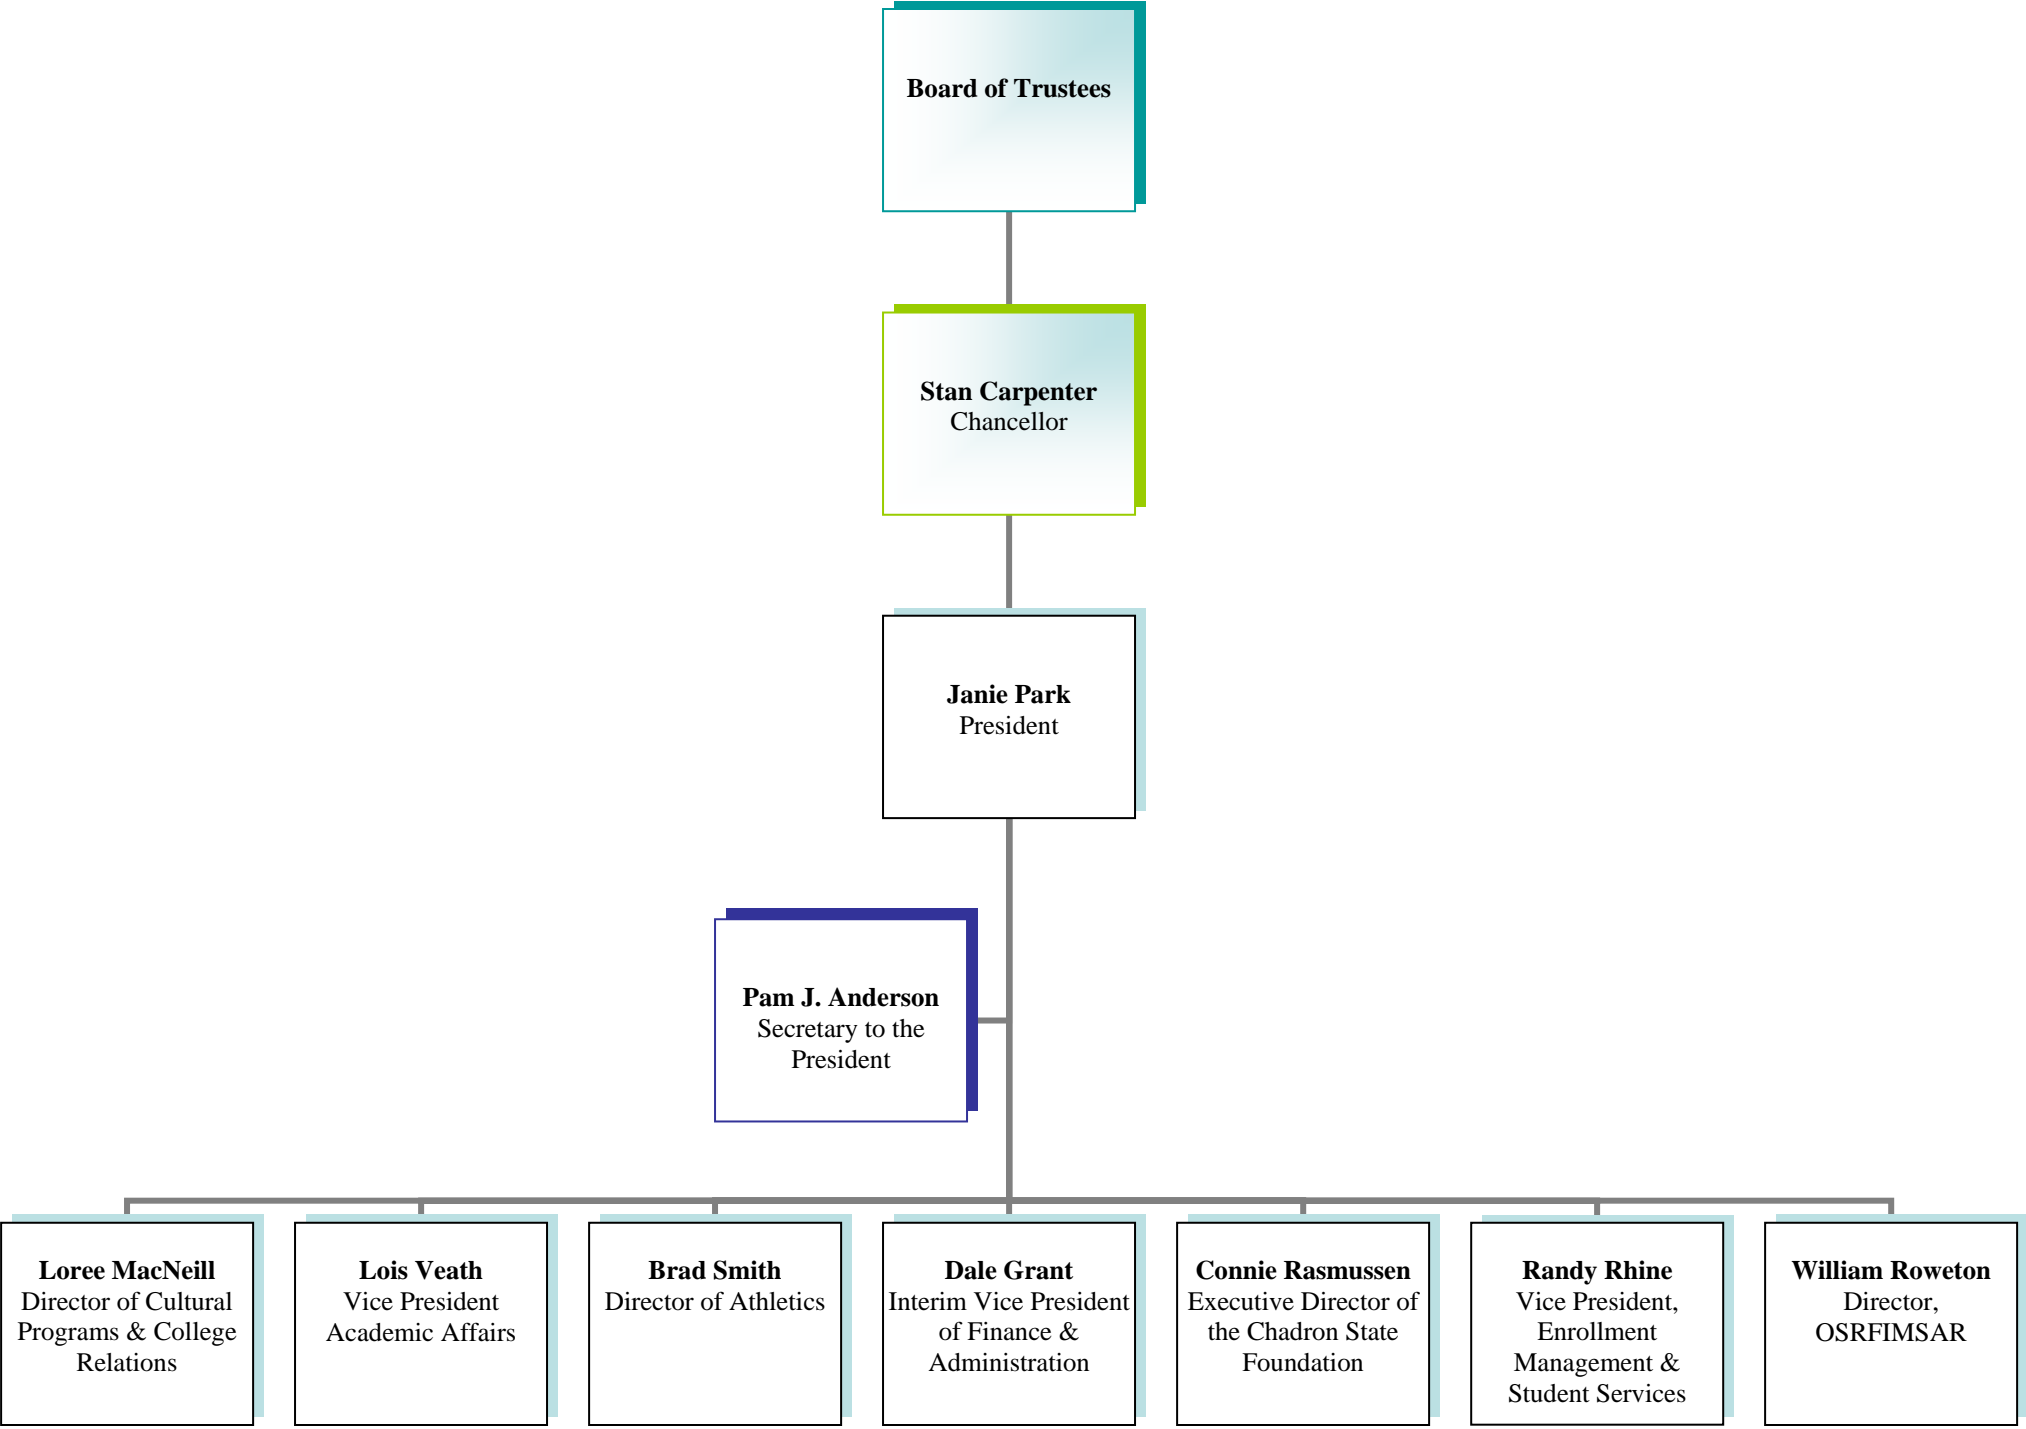 Board of Trustees
Stan Carpenter
Chancellor
Janie Park
President
Pam J. Anderson
Secretary to the
President
Loree MacNeill
Director of Cultural
Programs & College
Relations
Lois Veath
Vice President
Academic Affairs
Brad Smith
Director of Athletics
Dale Grant
Interim Vice President
of Finance &
Administration
Connie Rasmussen
Executive Director of
the Chadron State
Foundation
Randy Rhine
Vice President,
Enrollment
Management &
Student Services
William Roweton
Director,
OSRFIMSAR